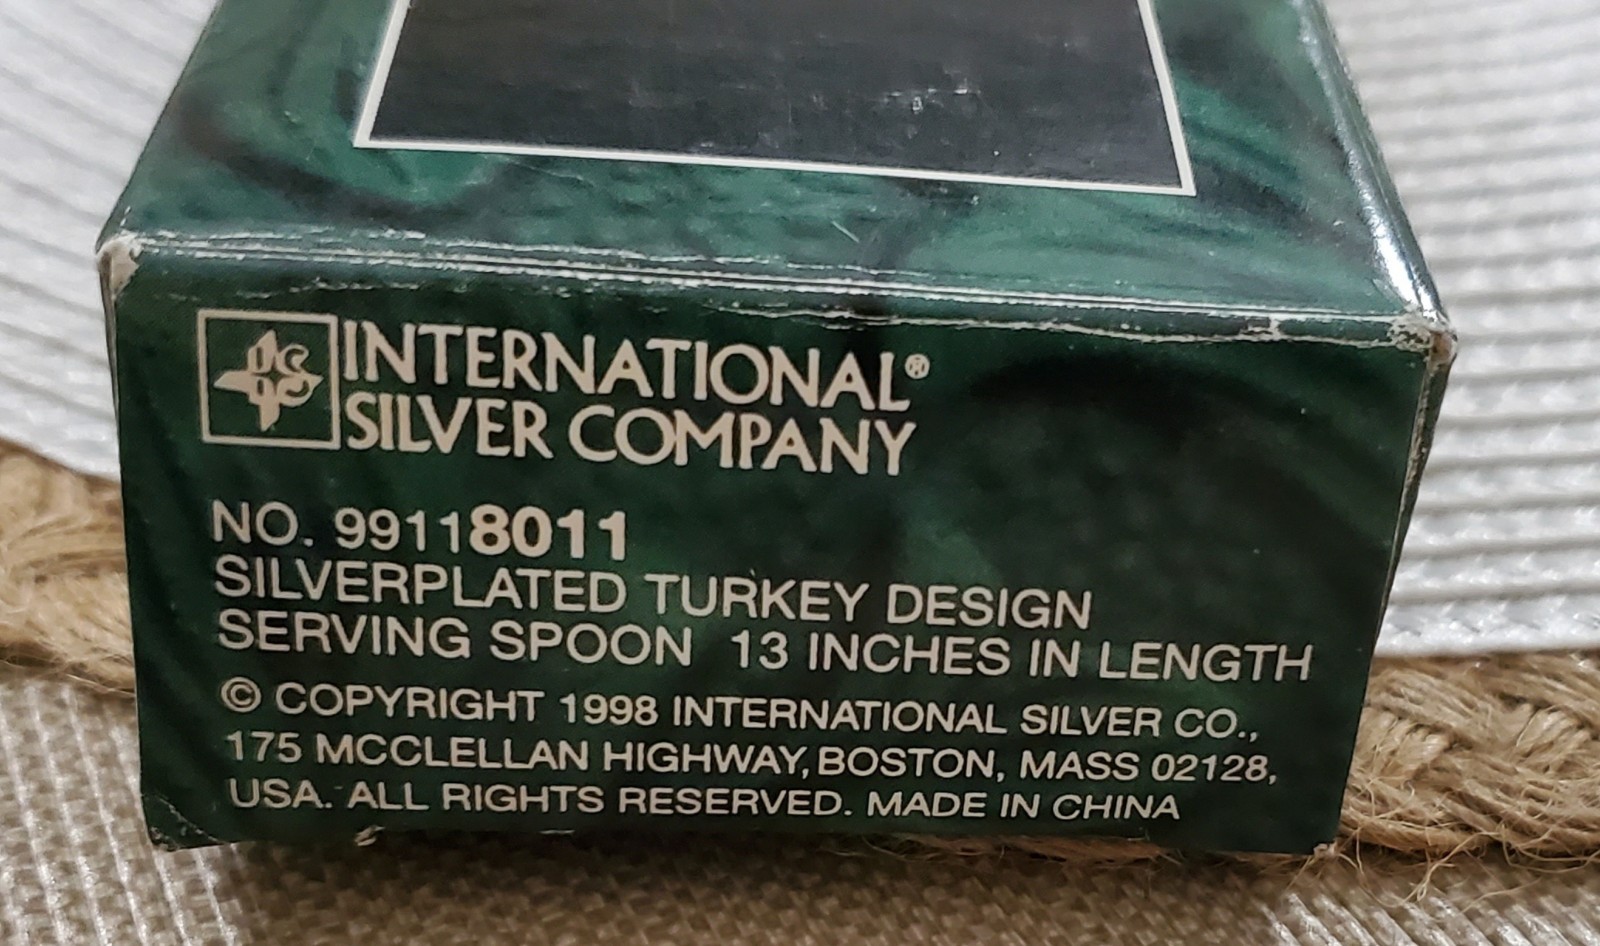 INTERNATIONAL®
SILVER COMPANY
NO. 99118011
SILVERPLATED TURKEY DESIGN
SERVING SPOON 13 INCHES IN LENGTH
© COPYRIGHT 1998 INTERNATIONAL SILVER CO.,
175 MCCLELLAN HIGHWAY, BOSTON, MASS 02128,
USA. ALL RIGHTS RESERVED. MADE IN CHINA